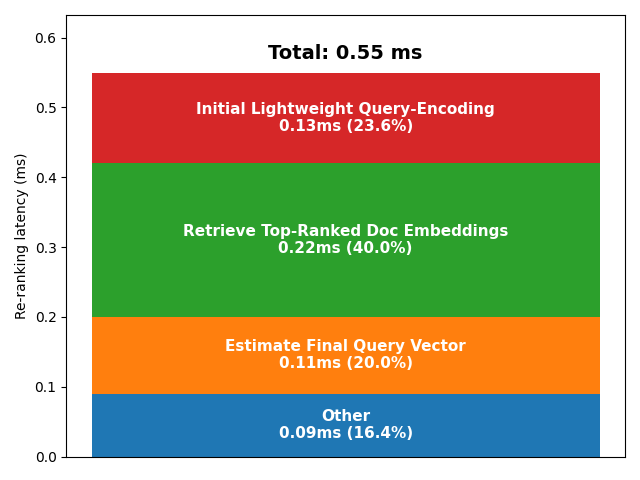 Total: 0.55 ms
Re-ranking latency (ms)
0.6
0.5
0.4
0.3
0.2
0.1
0.0
Initial Lightweight Query-Encoding
0.13ms (23.6%)
Retrieve Top-Ranked Doc Embeddings
0.22ms (40.0%)
Estimate Final Query Vector
0.11ms (20.0%)
Other
0.09ms (16.4%)